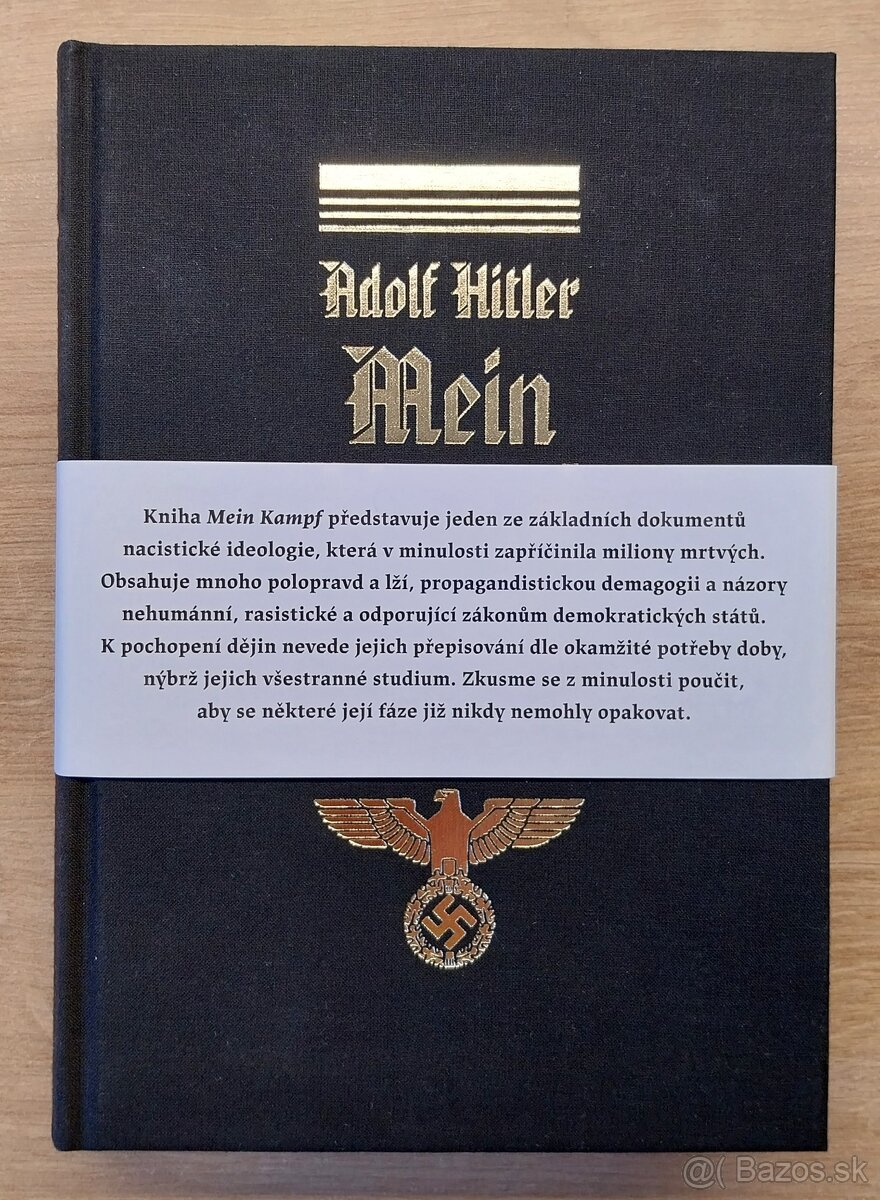 Adolf Hitler
Mein
Kniha Mein Kampf představuje jeden ze základních dokumentů
nacistické ideologie, která v minulosti zapříčinila miliony mrtvých.
Obsahuje mnoho polopravd a lží, propagandistickou demagogii a názory
nehumánní, rasistické a odporující zákonům demokratických států.
K pochopení dějin nevede jejich přepisování dle okamžité potřeby doby,
nýbrž jejich všestranné studium. Zkusme se z minulosti poučit,
aby se některé její fáze již nikdy nemohly opakovat.
@( Bazos.sk